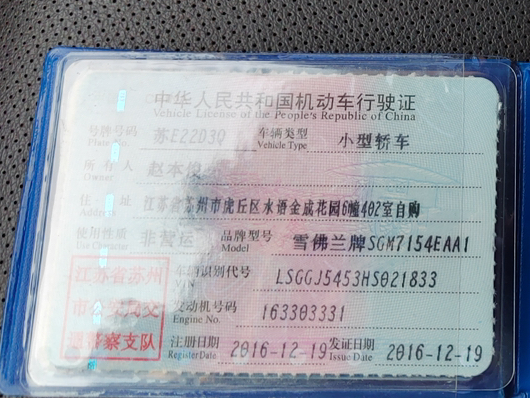 中华人民共和国机动车行驶证
Vehicle License of the People's Republic of China
号牌号码 苏E22D3Q 车辆类型 小型轿车
Plate No. Vehicle Type
所有人 赵本
Owner
住址 江苏省苏州市虎丘区水语金成花园6幢402室自购
Address
使用性质 非营运 品牌型号 雪佛兰牌SGM7154EAA1
Use Character Model
江苏省苏州 车辆识别代号 LSGGJ5453HS021833
VIN
市公安局交 发动机号码 163303331
Engine No.
通警察支队 注册日期 2016-12-19 发证日期 2016-12-19
Register Date Issue Date